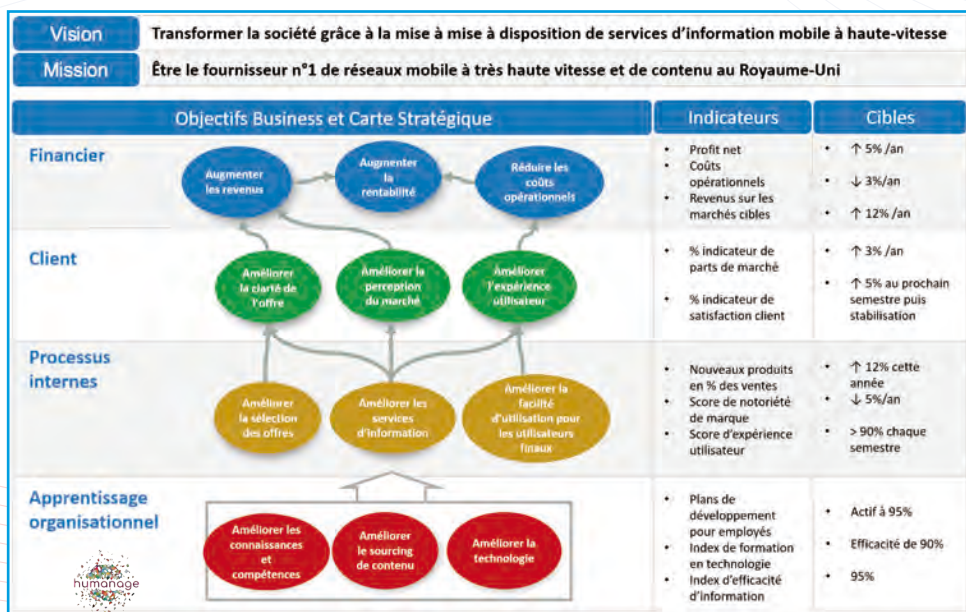 Vision
Transformer la société grâce à la mise à mise à disposition de services d'information mobile à haute-vitesse
Mission
Être le fournisseur n°1 de réseaux mobile à très haute vitesse et de contenu au Royaume-Uni
Objectifs Business et Carte Stratégique
Indicateurs
Cibles
Financier
Augmenter
les revenus
Augmenter
la
rentabilité
Réduire les
coûts
opérationnels
• Profit net
• Coûts
opérationnels
• Revenus sur les
marchés cibles
• ↑ 5% /an
• ↓ 3%/an
• ↑ 12% /an
Client
Améliorer
la clarté de
l'offre
Améliorer la
perception
du marché
Améliorer
l'expérience
utilisateur
• % indicateur de
parts de marché
• % indicateur de
satisfaction client
• ↑ 3% /an
• ↑ 5% au prochain
semestre puis
stabilisation
Processus
internes
Améliorer
la sélection
des offres
Améliorer les
services
d'information
Améliorer la
facilité
d'utilisation pour
les utilisateurs
finaux
• Nouveaux produits
en % des ventes
• Score de notoriété
de marque
• Score d'expérience
utilisateur
• ↑ 12% cette
année
• ↓ 5%/an
• > 90% chaque
semestre
Apprentissage
organisationnel
Améliorer les
connaissances
et
compétences
Améliorer
le sourcing
de contenu
Améliorer la
technologie
• Plans de
développement
pour employés
• Index de formation
en technologie
• Index d'efficacité
d'information
• Actif à 95%
• Efficacité de 90%
• 95%
humanage